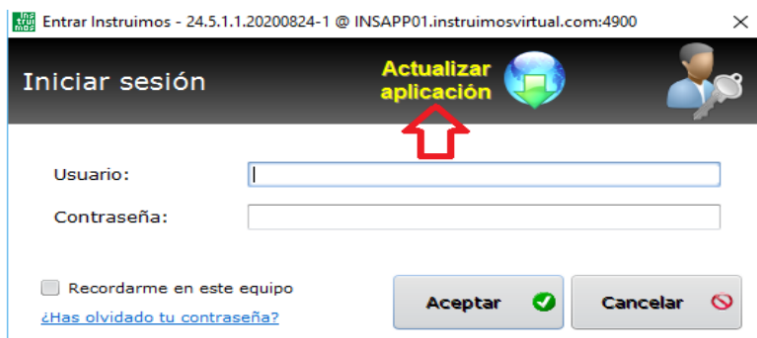 Ins
trui
mos
Entrar Instruimos - 24.5.1.1.20200824-1 @ INSAPP01.instruimosvirtual.com:4900
Iniciar sesión
Actualizar
aplicación
Usuario:
Contraseña:
Recordarme en este equipo
¿Has olvidado tu contraseña?
Aceptar
Cancelar